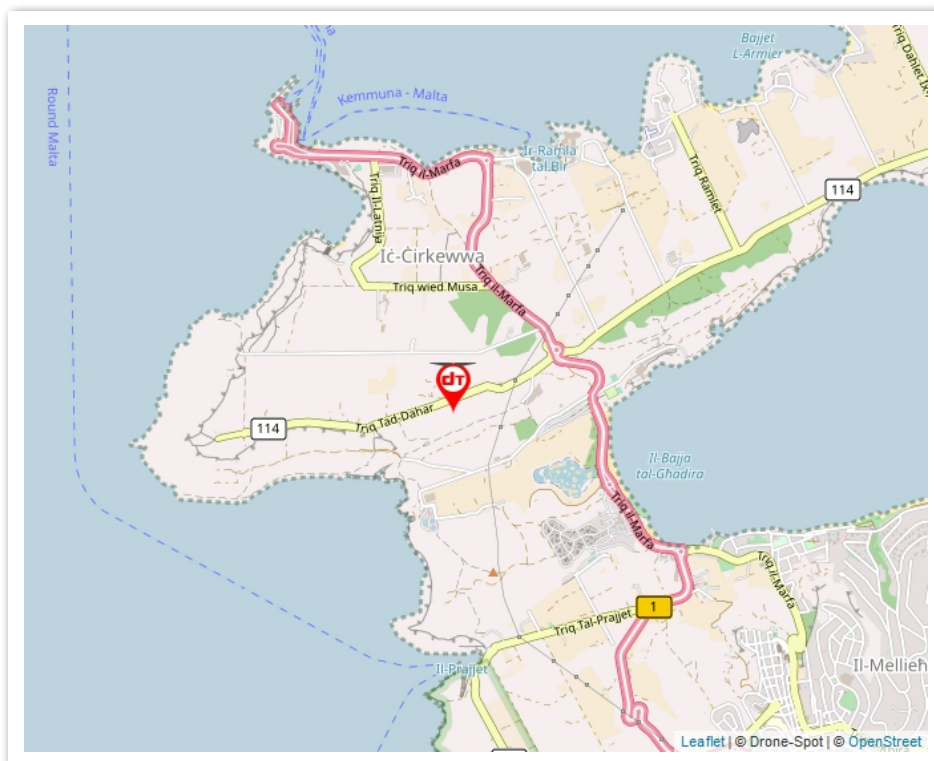 Bajjet
L-Armier
Triq Dahlet Ix-
Kemmuna - Malta
Round Malta
Ir-Ramla
tal Bir
Triq il-Marfa
Triq Il-Latnija
Triq Ramlet
114
Iċ-Ċirkewwa
Triq wied Musa
Triq il-Marfa
dT
Triq Tad-Dahar
114
Il-Bajja
tal-Għadira
Triq il-Marfa
Triq il-Marfa
1
Triq Tal-Prajjet
Il-Prajjet
Il-Mellieħ
Leaflet | © Drone-Spot | © OpenStreet